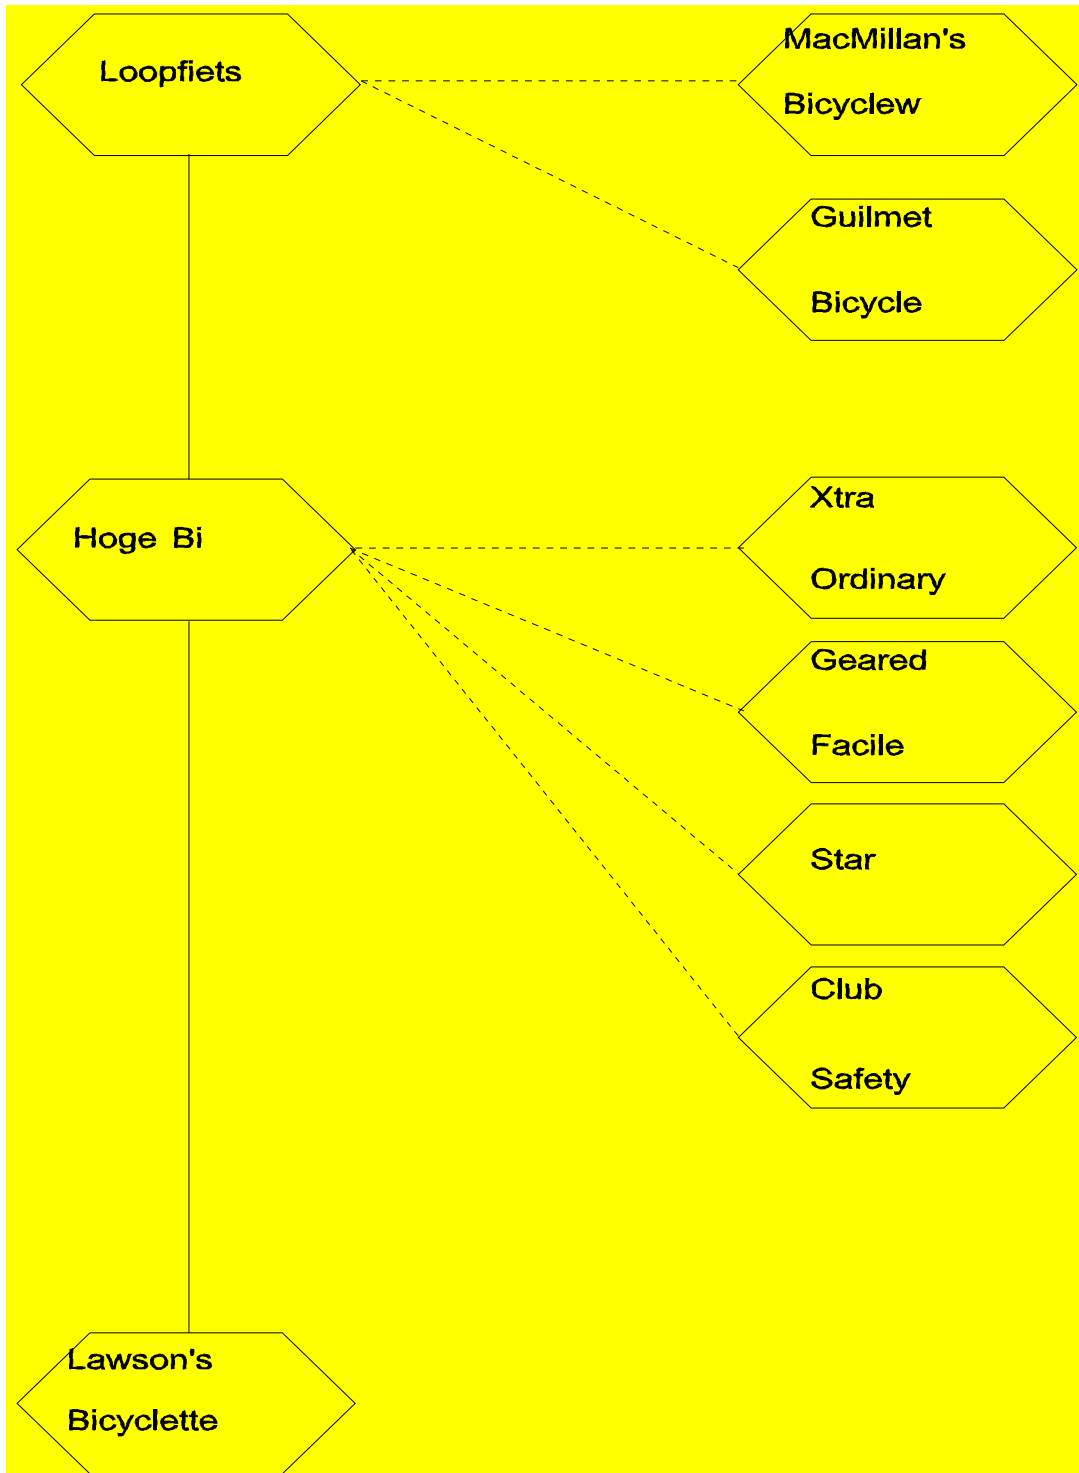 Loopfiets
MacMillan's
Bicyclew
Guilmet
Bicycle
Hoge Bi
Xtra
Ordinary
Geared
Facile
Star
Club
Safety
Lawson's
Bicyclette